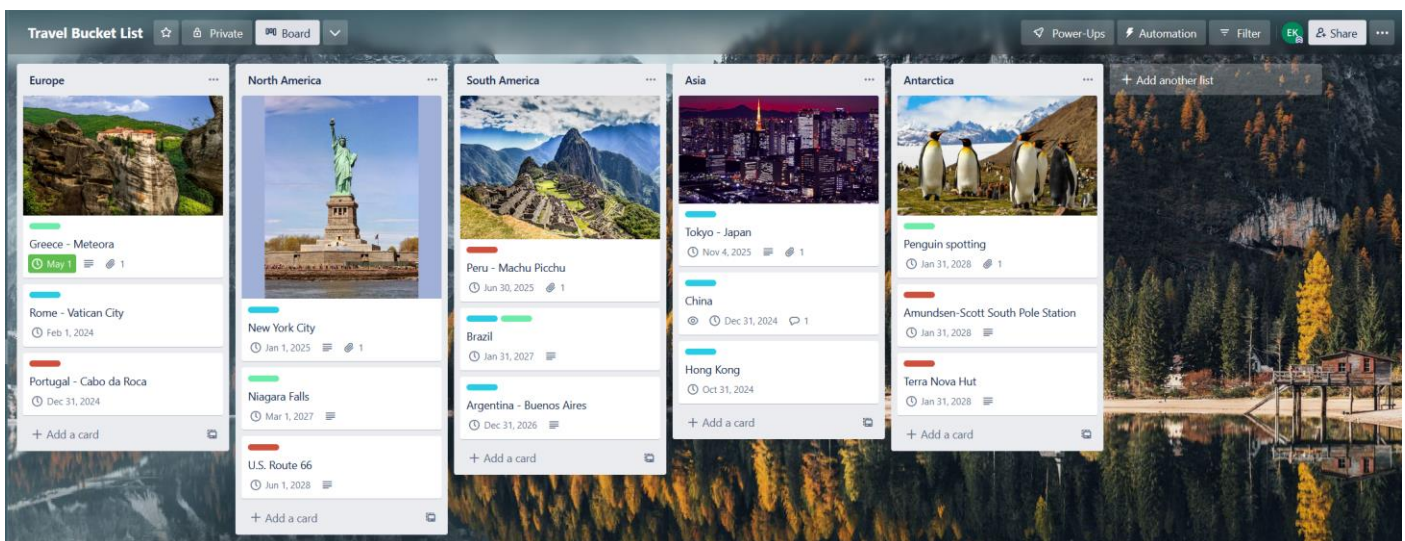 Travel Bucket List Private Board Power-Ups Automation Filter EK Share
Europe
Greece - Meteora
May 1 1
Rome - Vatican City
Feb 1, 2024
Portugal - Cabo da Roca
Dec 31, 2024
+ Add a card
North America
New York City
Jan 1, 2025 1
Niagara Falls
Mar 1, 2027
U.S. Route 66
Jun 1, 2028
+ Add a card
South America
Peru - Machu Picchu
Jun 30, 2025 1
Brazil
Jan 31, 2027
Argentina - Buenos Aires
Dec 31, 2026
+ Add a card
Asia
Tokyo - Japan
Nov 4, 2025 1
China
Dec 31, 2024 1
Hong Kong
Oct 31, 2024
+ Add a card
Antarctica
Penguin spotting
Jan 31, 2028 1
Amundsen-Scott South Pole Station
Jan 31, 2028
Terra Nova Hut
Jan 31, 2028
+ Add a card
+ Add another list